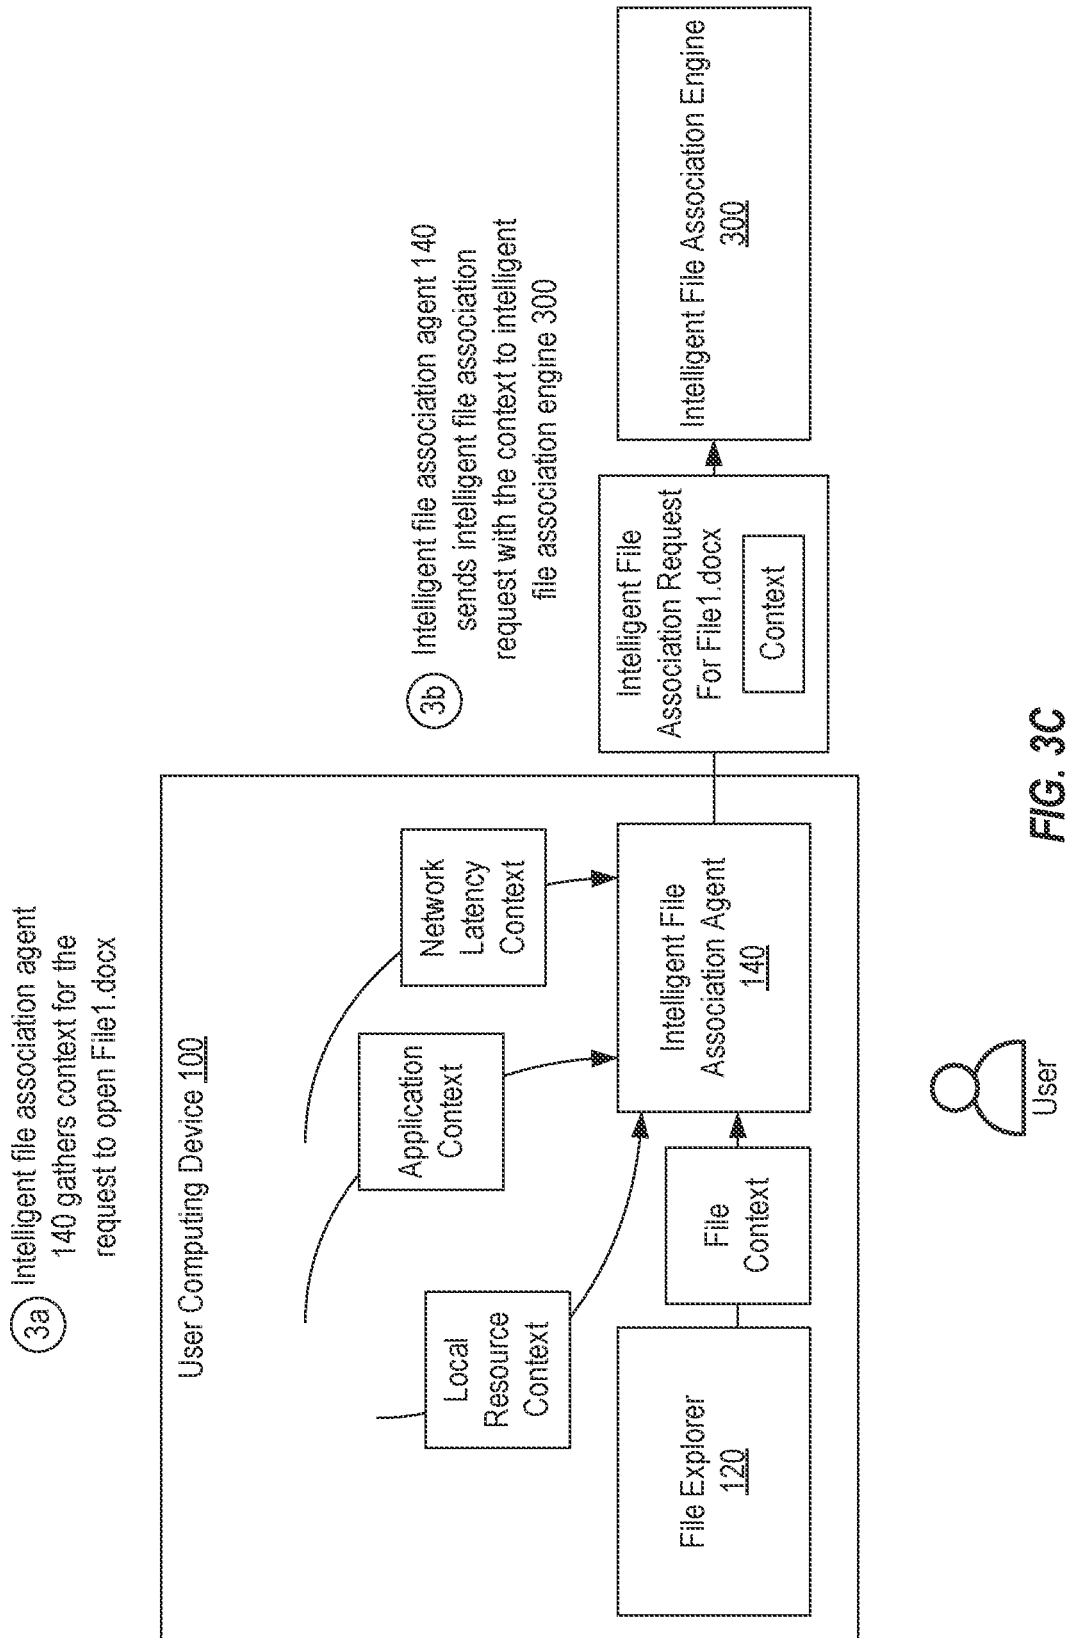 3a
Intelligent file association agent
140 gathers context for the
request to open File1.docx
3b
Intelligent file association agent 140
sends intelligent file association
request with the context to intelligent
file association engine 300
User Computing Device 100
Local
Resource
Context
Application
Context
Network
Latency
Context
File Explorer
120
File
Context
Intelligent File
Association Agent
140
Intelligent File
Association Request
For File1.docx
Context
Intelligent File Association Engine
300
User
FIG. 3C